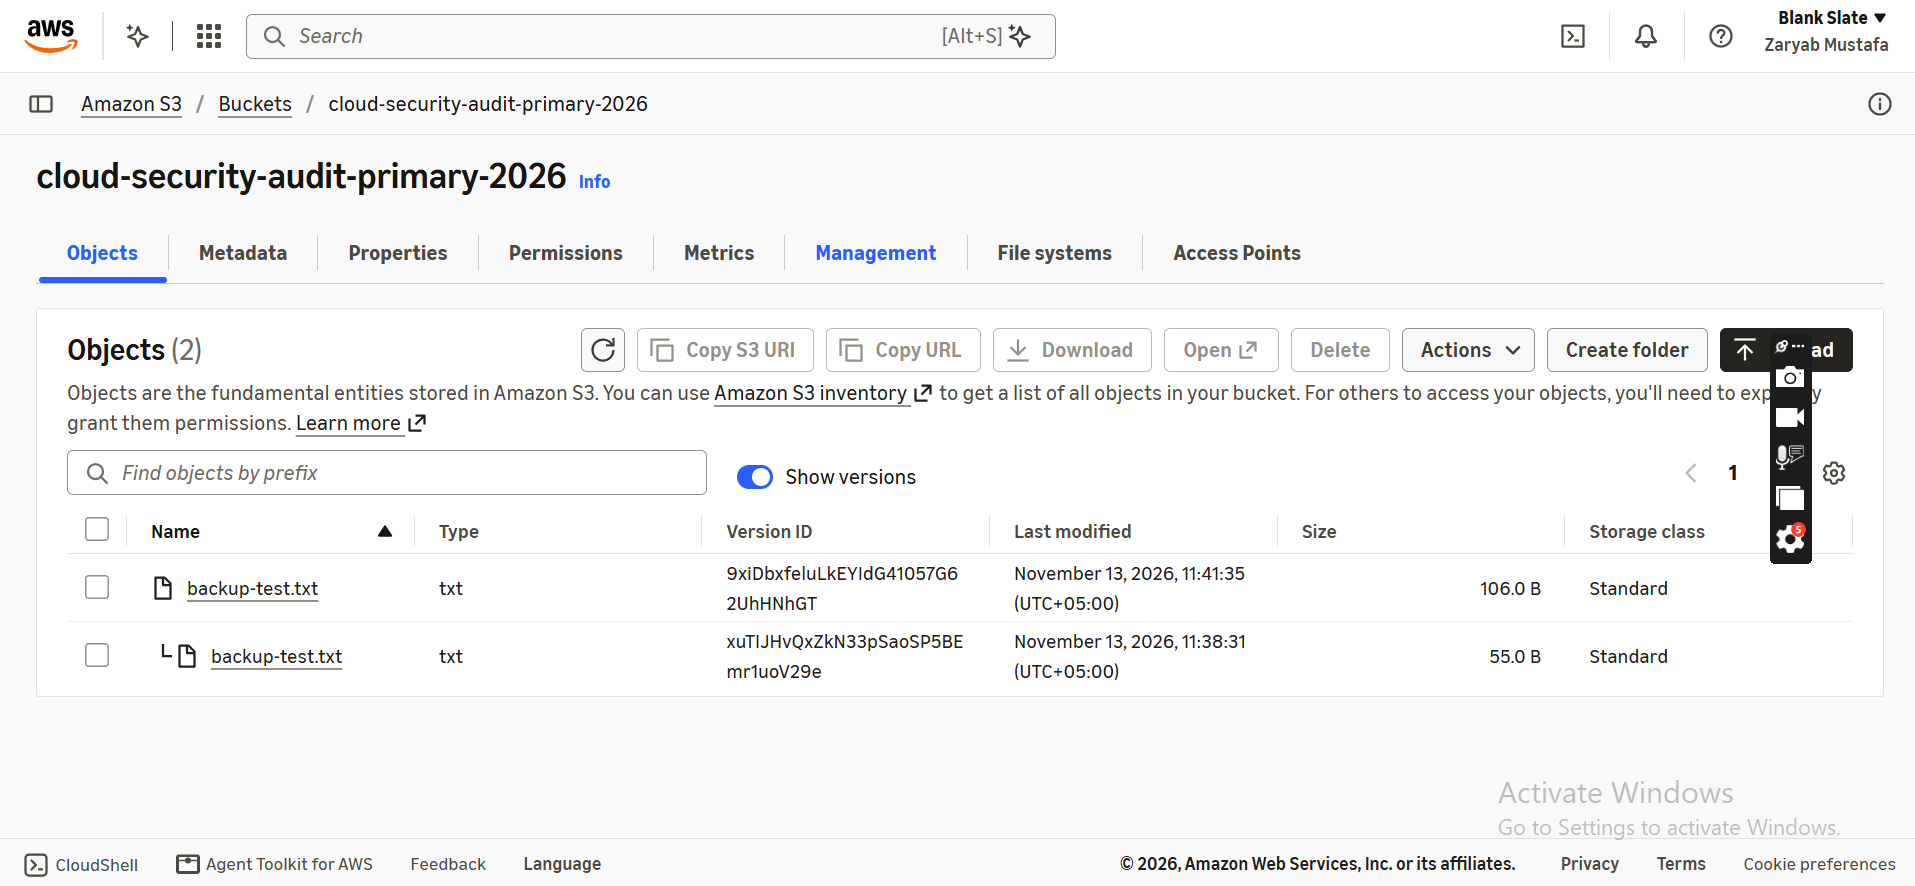 aws
Search [Alt+S]
Blank Slate
Zaryab Mustafa
Amazon S3 / Buckets / cloud-security-audit-primary-2026
cloud-security-audit-primary-2026 Info
Objects Metadata Properties Permissions Metrics Management File systems Access Points
Objects (2) Copy S3 URI Copy URL Download Open Delete Actions Create folder ad
Objects are the fundamental entities stored in Amazon S3. You can use Amazon S3 inventory to get a list of all objects in your bucket. For others to access your objects, you'll need to exp y
grant them permissions. Learn more
Find objects by prefix Show versions 1
5
Name Type Version ID Last modified Size Storage class
backup-test.txt txt 9xiDbxfeluLkEYIdG41057G6 November 13, 2026, 11:41:35 106.0 B Standard
2UhHNhGT (UTC+05:00)
backup-test.txt txt xuTIJHvQxZkN33pSaoSP5BE November 13, 2026, 11:38:31 55.0 B Standard
mr1uoV29e (UTC+05:00)
Activate Windows
Go to Settings to activate Windows.
CloudShell Agent Toolkit for AWS Feedback Language © 2026, Amazon Web Services, Inc. or its affiliates. Privacy Terms Cookie preferences